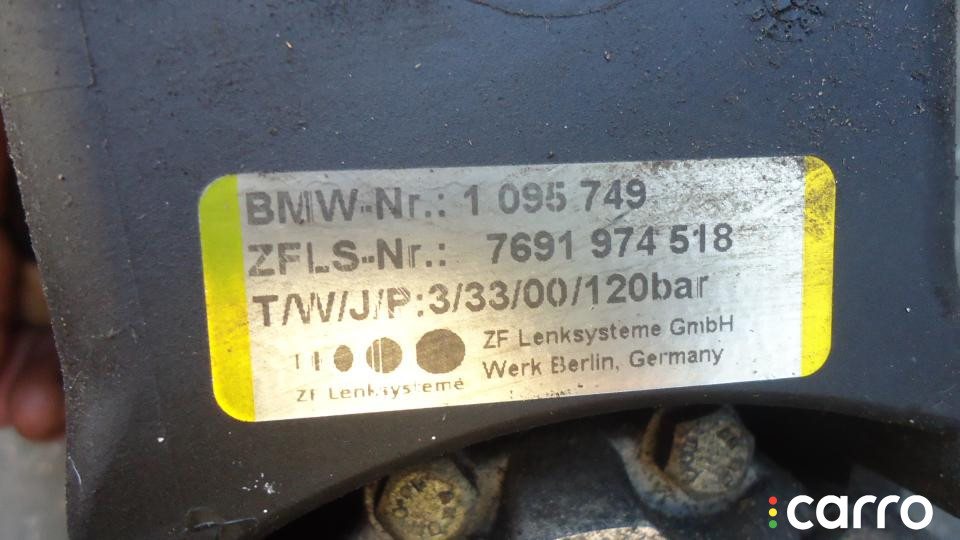 BMW-Nr.: 1 095 749
ZFLS-Nr.: 7691 974 518
T/W/J/P:3/33/00/120bar
ZF Lenksysteme GmbH
Werk Berlin, Germany
ZF Lenksysteme
carro